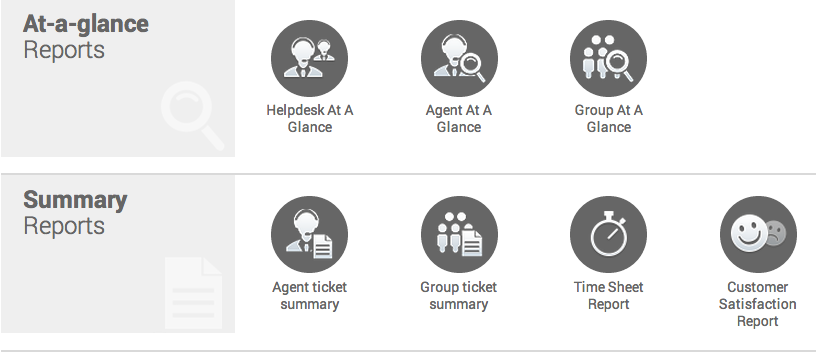 At-a-glance
Reports
Helpdesk At A
Glance
Agent At A
Glance
Group At A
Glance
Summary
Reports
Agent ticket
summary
Group ticket
summary
Time Sheet
Report
Customer
Satisfaction
Report